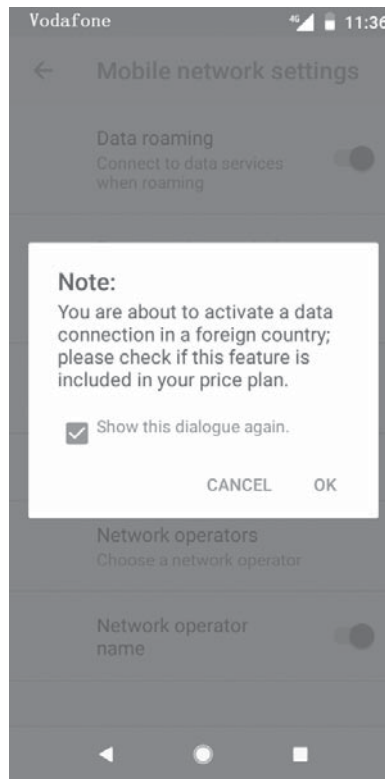 Vodafone 4G 11:36
Mobile network settings
Data roaming
Connect to data services
when roaming
Note:
You are about to activate a data
connection in a foreign country;
please check if this feature is
included in your price plan.
Show this dialogue again.
CANCEL OK
Network operators
Choose a network operator
Network operator
name